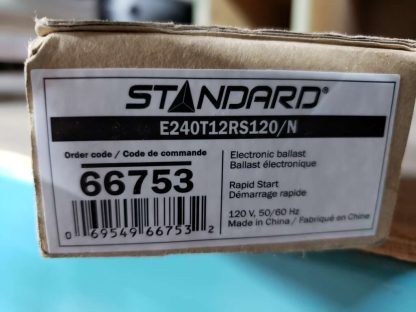 STANDARD®
E240T12RS120/N
Order code / Code de commande
66753
0 69549 66753 2
Electronic ballast
Ballast électronique
Rapid Start
Démarrage rapide
120 V, 50/60 Hz
Made in China / Fabriqué en Chine